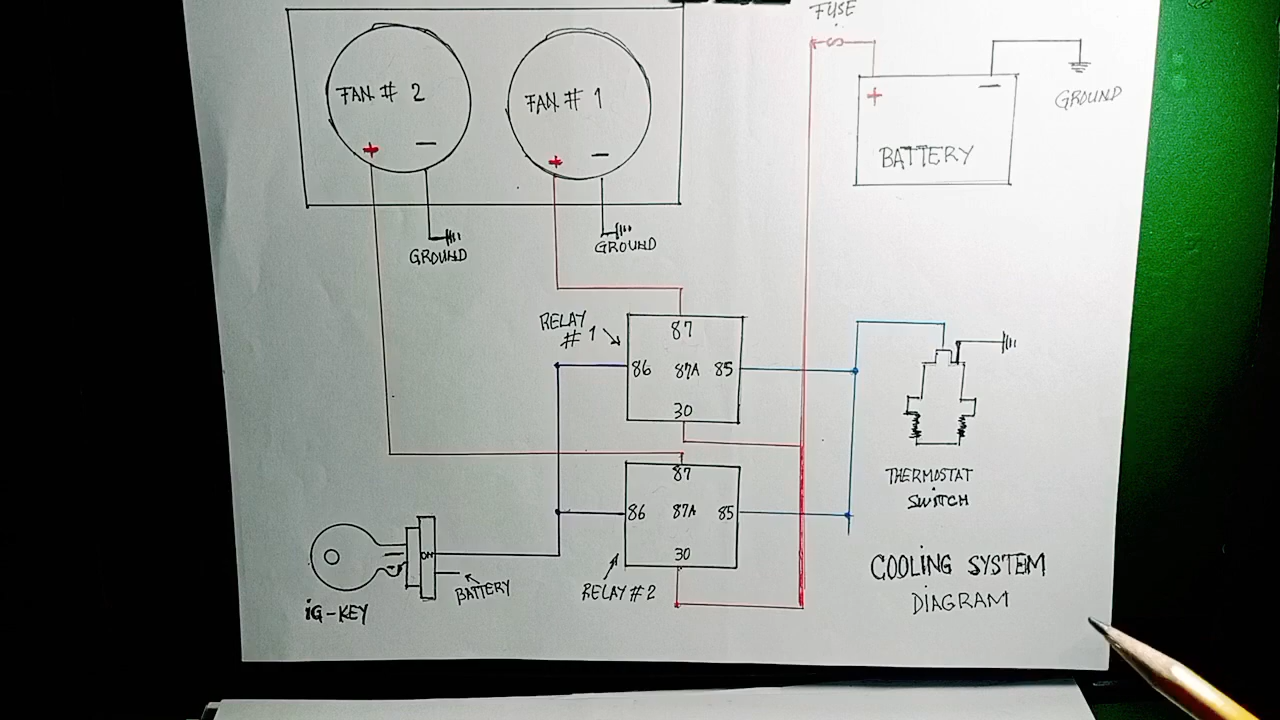 FUSE
FAN # 2
FAN # 1
+
−
+
−
+
−
BATTERY
GROUND
GROUND
GROUND
RELAY
# 1
87
86
87A
85
30
THERMOSTAT
SWITCH
87
86
87A
85
30
ON
BATTERY
RELAY #2
iG-KEY
COOLiNG SYSTEM
DiAGRAM